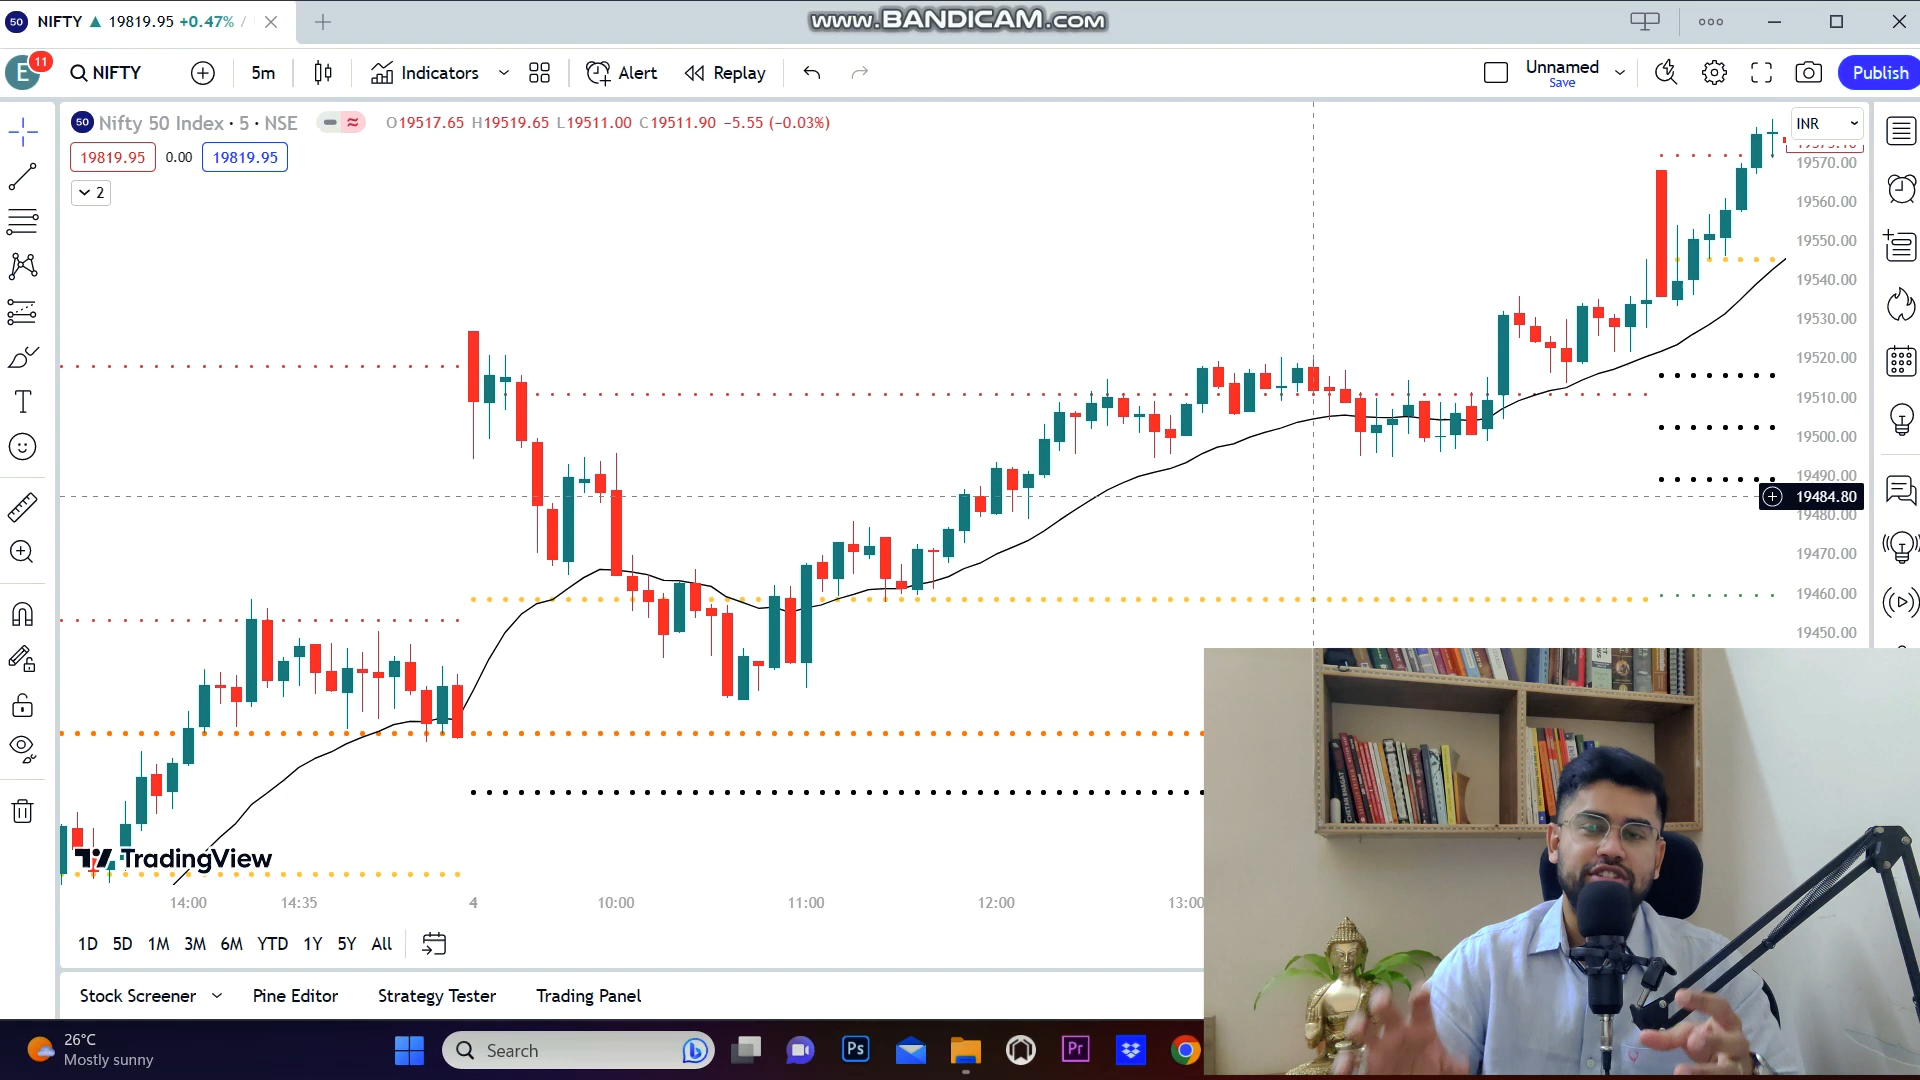 50 NIFTY ▲ 19819.95 +0.47% /
www.BANDICAM.com
E 11 NIFTY 5m Indicators Alert Replay Unnamed Save Publish
50 Nifty 50 Index · 5 · NSE O19517.65 H19519.65 L19511.00 C19511.90 −5.55 (−0.03%)
INR
19819.95 0.00 19819.95
2
19570.00
19560.00
19550.00
19540.00
19530.00
19520.00
19510.00
19500.00
19490.00
19484.80
19480.00
19470.00
19460.00
19450.00
TradingView
14:00 14:35 4 10:00 11:00 12:00 13:00
1D 5D 1M 3M 6M YTD 1Y 5Y All
Stock Screener Pine Editor Strategy Tester Trading Panel
26°C
Mostly sunny
Search
Ps Pr